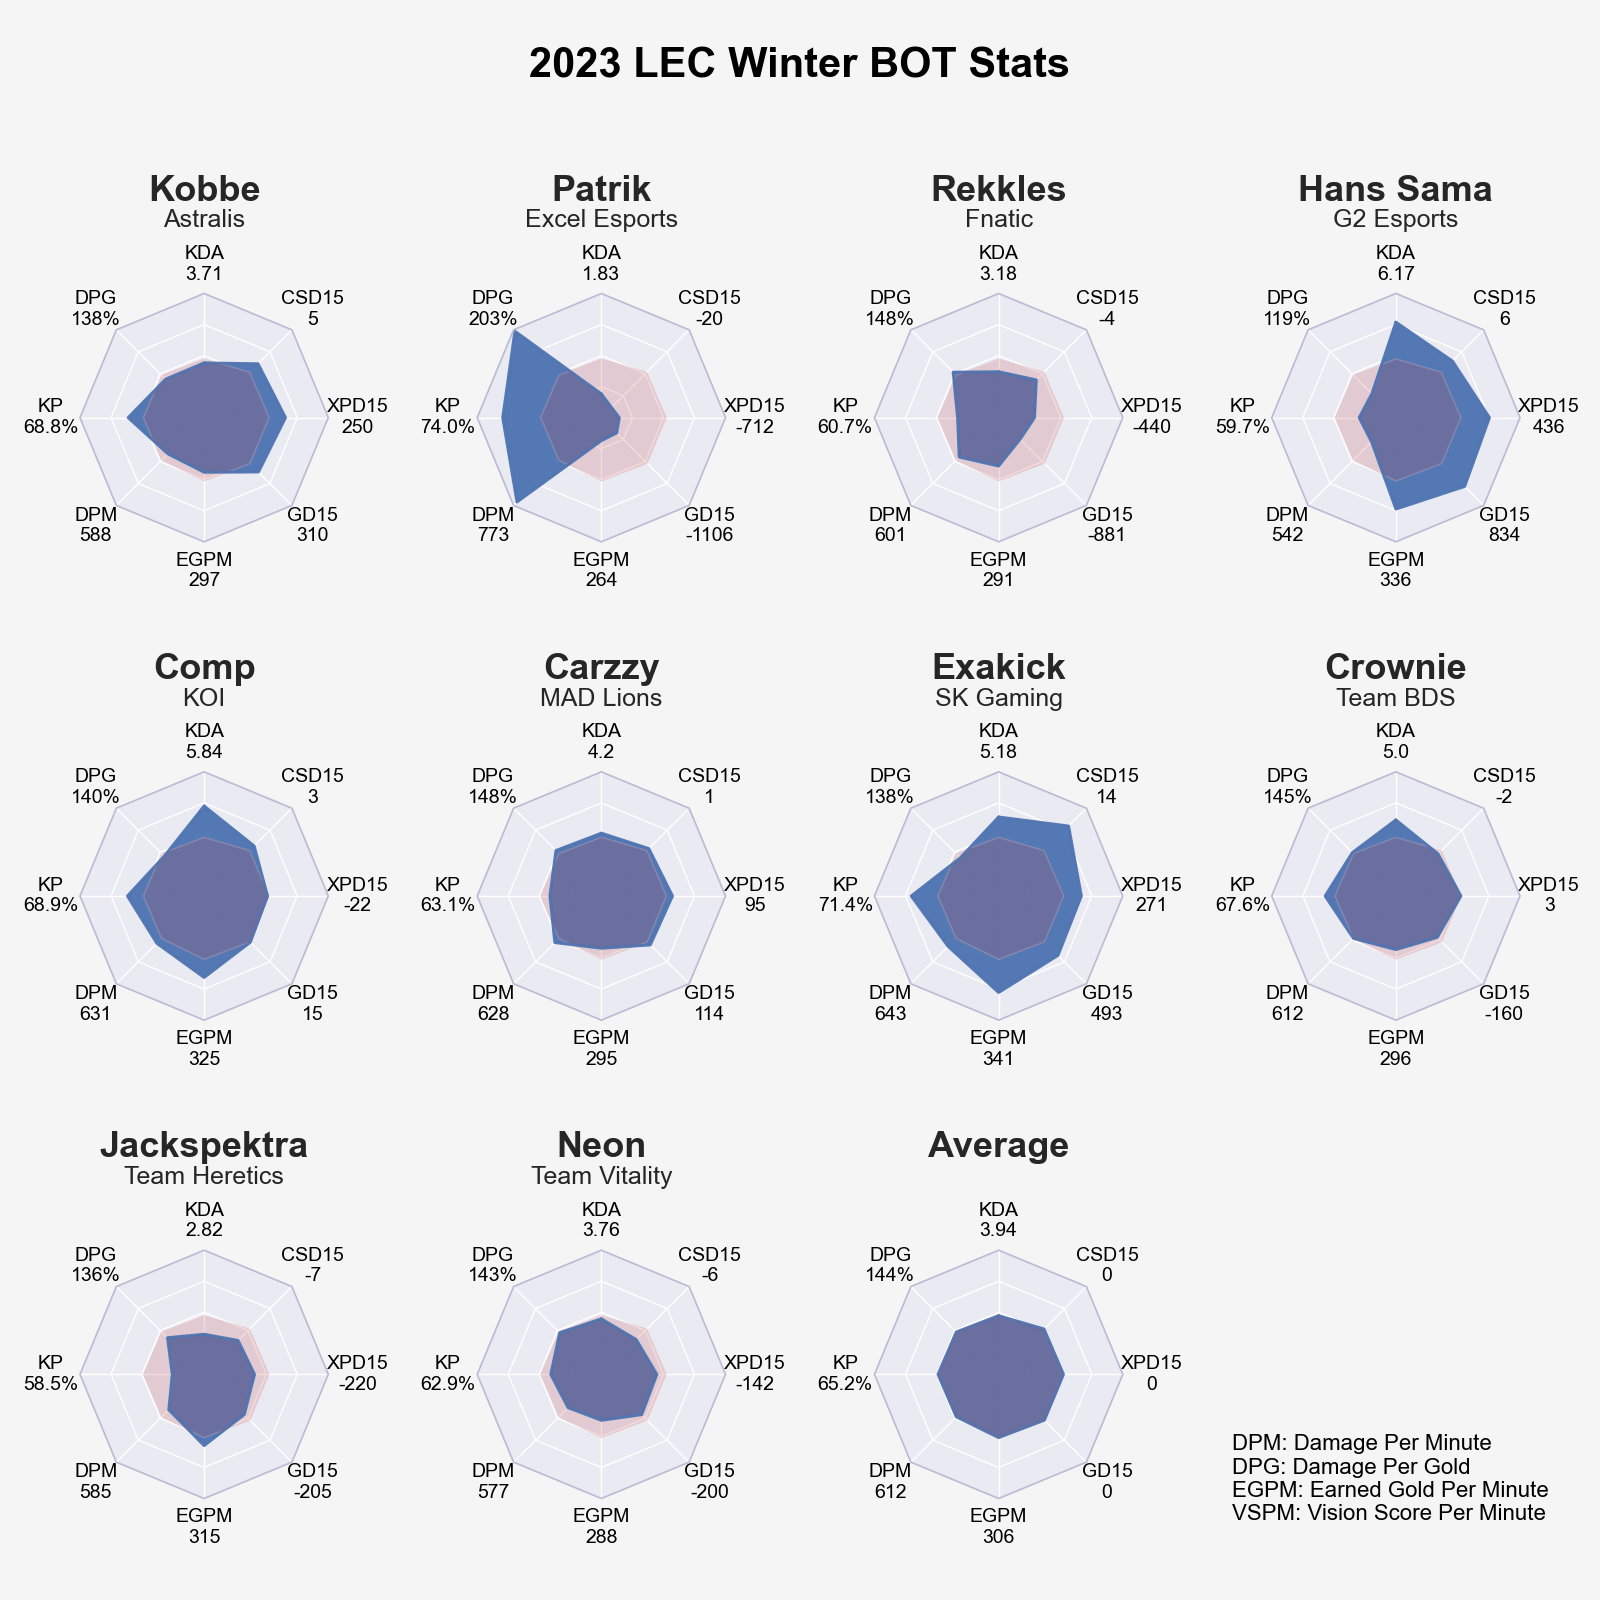 2023 LEC Winter BOT Stats
Kobbe
Astralis
KDA
3.71
CSD15
5
XPD15
250
GD15
310
EGPM
297
DPM
588
KP
68.8%
DPG
138%
Patrik
Excel Esports
KDA
1.83
CSD15
-20
XPD15
-712
GD15
-1106
EGPM
264
DPM
773
KP
74.0%
DPG
203%
Rekkles
Fnatic
KDA
3.18
CSD15
-4
XPD15
-440
GD15
-881
EGPM
291
DPM
601
KP
60.7%
DPG
148%
Hans Sama
G2 Esports
KDA
6.17
CSD15
6
XPD15
436
GD15
834
EGPM
336
DPM
542
KP
59.7%
DPG
119%
Comp
KOI
KDA
5.84
CSD15
3
XPD15
-22
GD15
15
EGPM
325
DPM
631
KP
68.9%
DPG
140%
Carzzy
MAD Lions
KDA
4.2
CSD15
1
XPD15
95
GD15
114
EGPM
295
DPM
628
KP
63.1%
DPG
148%
Exakick
SK Gaming
KDA
5.18
CSD15
14
XPD15
271
GD15
493
EGPM
341
DPM
643
KP
71.4%
DPG
138%
Crownie
Team BDS
KDA
5.0
CSD15
-2
XPD15
3
GD15
-160
EGPM
296
DPM
612
KP
67.6%
DPG
145%
Jackspektra
Team Heretics
KDA
2.82
CSD15
-7
XPD15
-220
GD15
-205
EGPM
315
DPM
585
KP
58.5%
DPG
136%
Neon
Team Vitality
KDA
3.76
CSD15
-6
XPD15
-142
GD15
-200
EGPM
288
DPM
577
KP
62.9%
DPG
143%
Average
KDA
3.94
CSD15
0
XPD15
0
GD15
0
EGPM
306
DPM
612
KP
65.2%
DPG
144%
DPM: Damage Per Minute
DPG: Damage Per Gold
EGPM: Earned Gold Per Minute
VSPM: Vision Score Per Minute